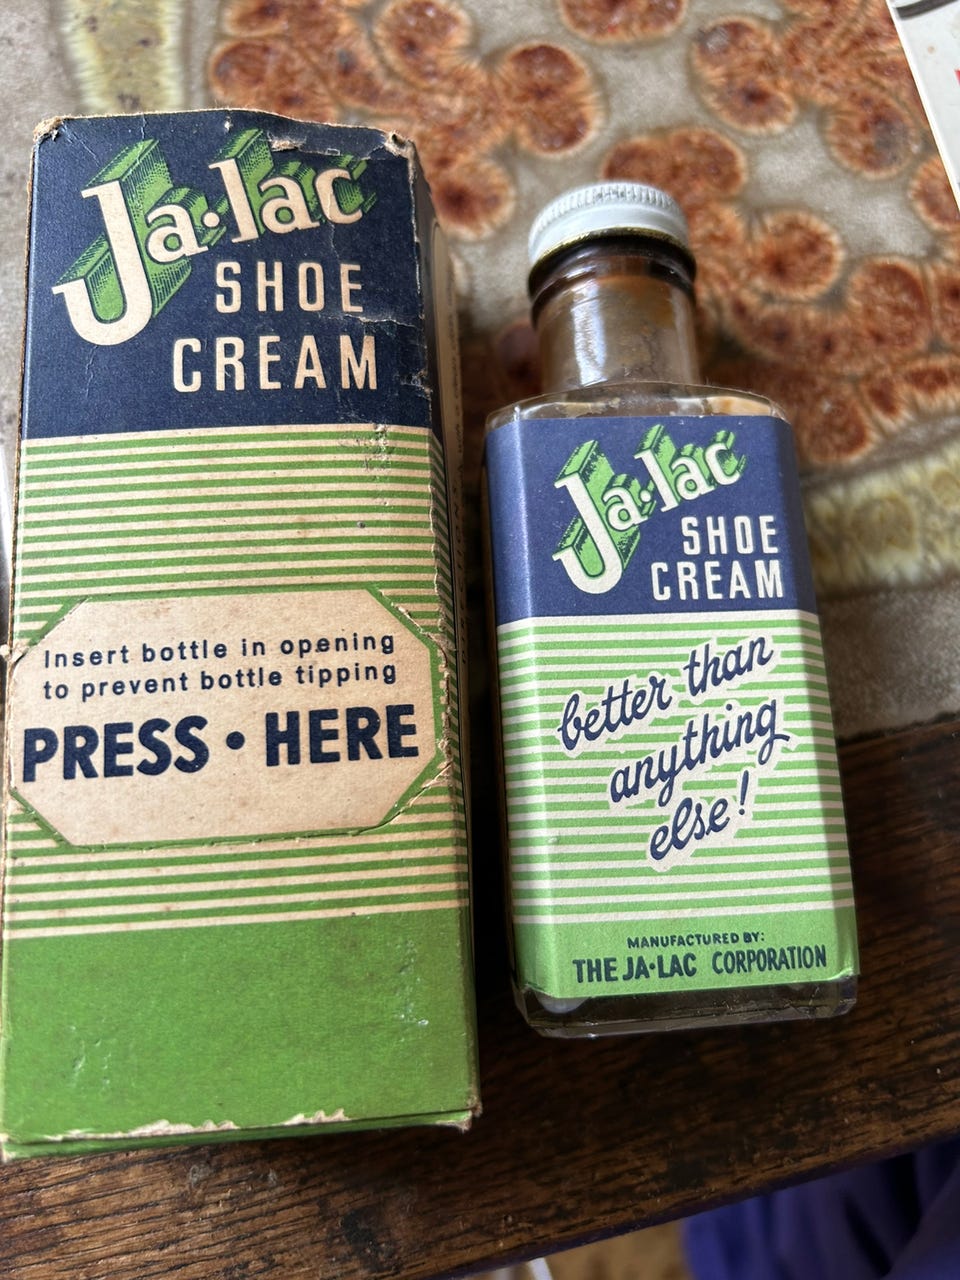 Ja·lac
SHOE
CREAM
Insert bottle in opening
to prevent bottle tipping
PRESS • HERE
Ja·lac
SHOE
CREAM
better than
anything
else!
MANUFACTURED BY:
THE JA·LAC CORPORATION